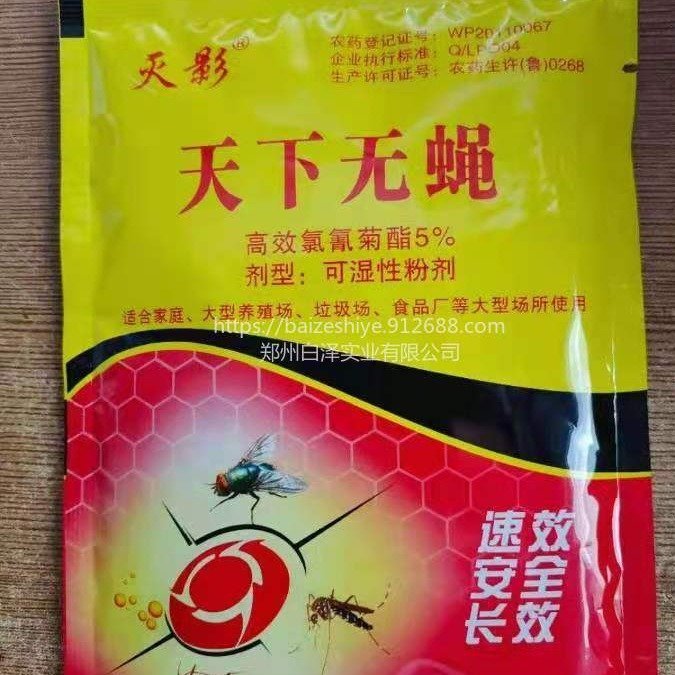 灭影®
农药登记证号：WP20110067
企业执行标准：Q/LF
生产许可证号：农药生许(鲁)0268
天下无蝇
高效氯氰菊酯5%
剂型：可湿性粉剂
适合家庭、大型养殖场、垃圾场、食品厂等大型场所使用
https://baizeshiye.912688.com
郑州白泽实业有限公司
速效
安全
长效